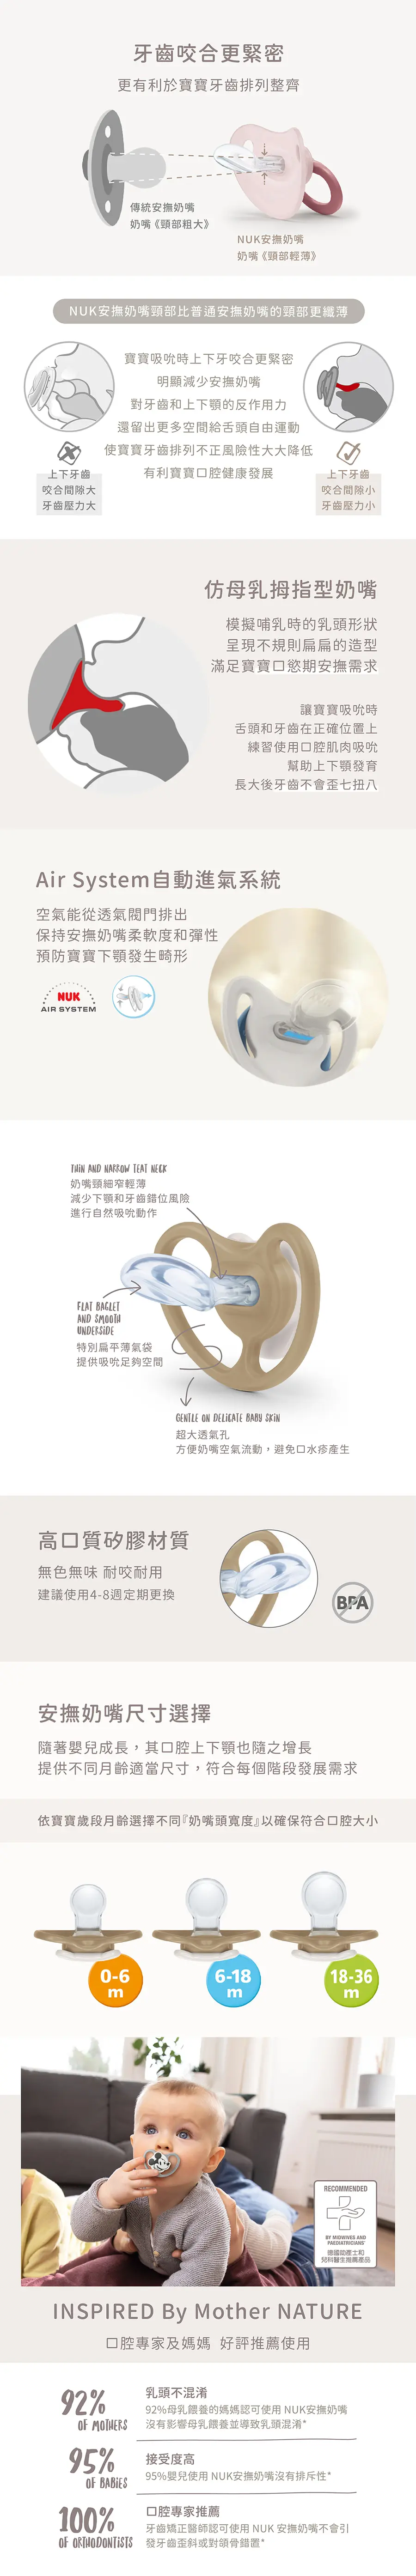 牙齒咬合更緊密
更有利於寶寶牙齒排列整齊
傳統安撫奶嘴
奶嘴《頸部粗大》
NUK安撫奶嘴
奶嘴《頸部輕薄》
NUK安撫奶嘴頸部比普通安撫奶嘴的頸部更纖薄
寶寶吸吮時上下牙咬合更緊密
明顯減少安撫奶嘴
對牙齒和上下顎的反作用力
還留出更多空間給舌頭自由運動
使寶寶牙齒排列不正風險性大大降低
有利寶寶口腔健康發展
上下牙齒
咬合間隙大
牙齒壓力大
上下牙齒
咬合間隙小
牙齒壓力小
仿母乳拇指型奶嘴
模擬哺乳時的乳頭形狀
呈現不規則扁扁的造型
滿足寶寶口慾期安撫需求
讓寶寶吸吮時
舌頭和牙齒在正確位置上
練習使用口腔肌肉吸吮
幫助上下顎發育
長大後牙齒不會歪七扭八
Air System自動進氣系統
空氣能從透氣閥門排出
保持安撫奶嘴柔軟度和彈性
預防寶寶下顎發生畸形
NUK
AIR SYSTEM
THIN AND NARROW TEAT NECK
奶嘴頸細窄輕薄
減少下顎和牙齒錯位風險
進行自然吸吮動作
FLAT BAGLET
AND SMOOTH
UNDERSIDE
特別扁平薄氣袋
提供吸吮足夠空間
GENTLE ON DELICATE BABY SKIN
超大透氣孔
方便奶嘴空氣流動，避免口水疹產生
高口質矽膠材質
無色無味 耐咬耐用
建議使用4-8週定期更換
BPA
安撫奶嘴尺寸選擇
隨著嬰兒成長，其口腔上下顎也隨之增長
提供不同月齡適當尺寸，符合每個階段發展需求
依寶寶歲段月齡選擇不同『奶嘴頭寬度』以確保符合口腔大小
0-6
m
6-18
m
18-36
m
RECOMMENDED
BY MIDWIVES AND
PAEDIATRICIANS
德國助產士和
兒科醫生推薦產品
INSPIRED By Mother NATURE
口腔專家及媽媽 好評推薦使用
92%
OF MOTHERS
乳頭不混淆
92%母乳餵養的媽媽認可使用 NUK安撫奶嘴
沒有影響母乳餵養並導致乳頭混淆*
95%
OF BABIES
接受度高
95%嬰兒使用 NUK安撫奶嘴沒有排斥性*
100%
OF ORTHODONTISTS
口腔專家推薦
牙齒矯正醫師認可使用 NUK 安撫奶嘴不會引
發牙齒歪斜或對頜骨錯置*